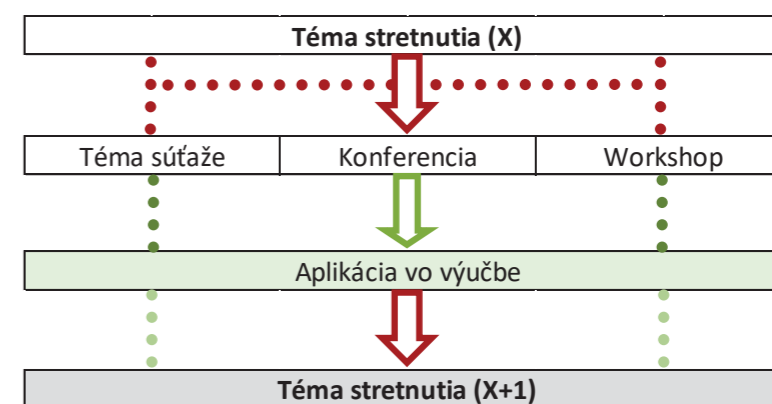 Téma stretnutia (X)
Téma súťaže Konferencia Workshop
Aplikácia vo výučbe
Téma stretnutia (X+1)